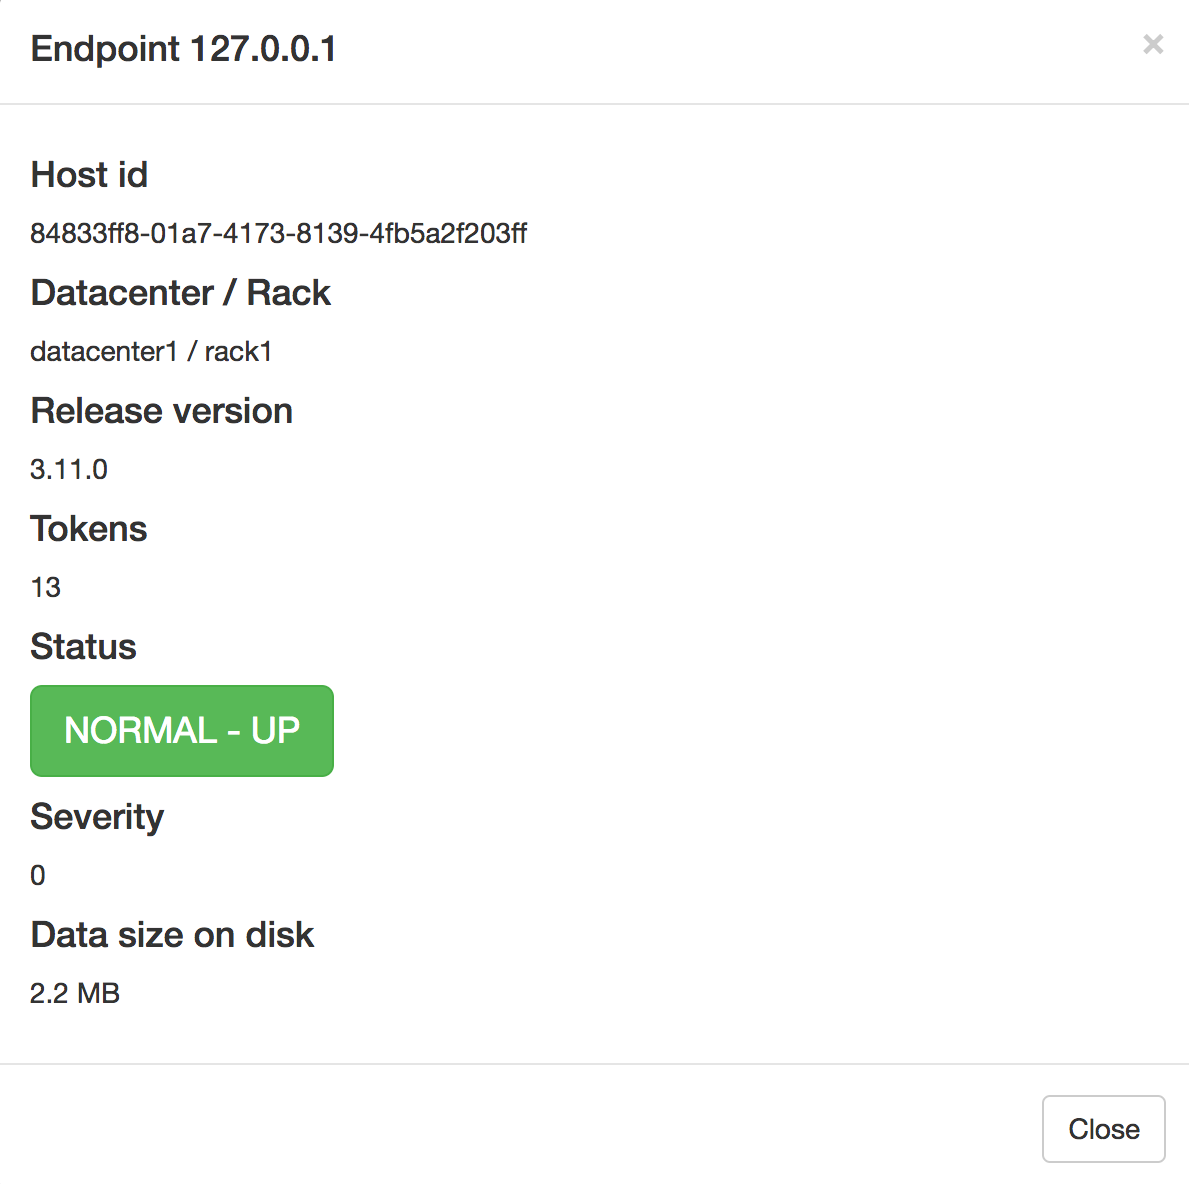 Endpoint 127.0.0.1
×
Host id
84833ff8-01a7-4173-8139-4fb5a2f203ff
Datacenter / Rack
datacenter1 / rack1
Release version
3.11.0
Tokens
13
Status
NORMAL - UP
Severity
0
Data size on disk
2.2 MB
Close